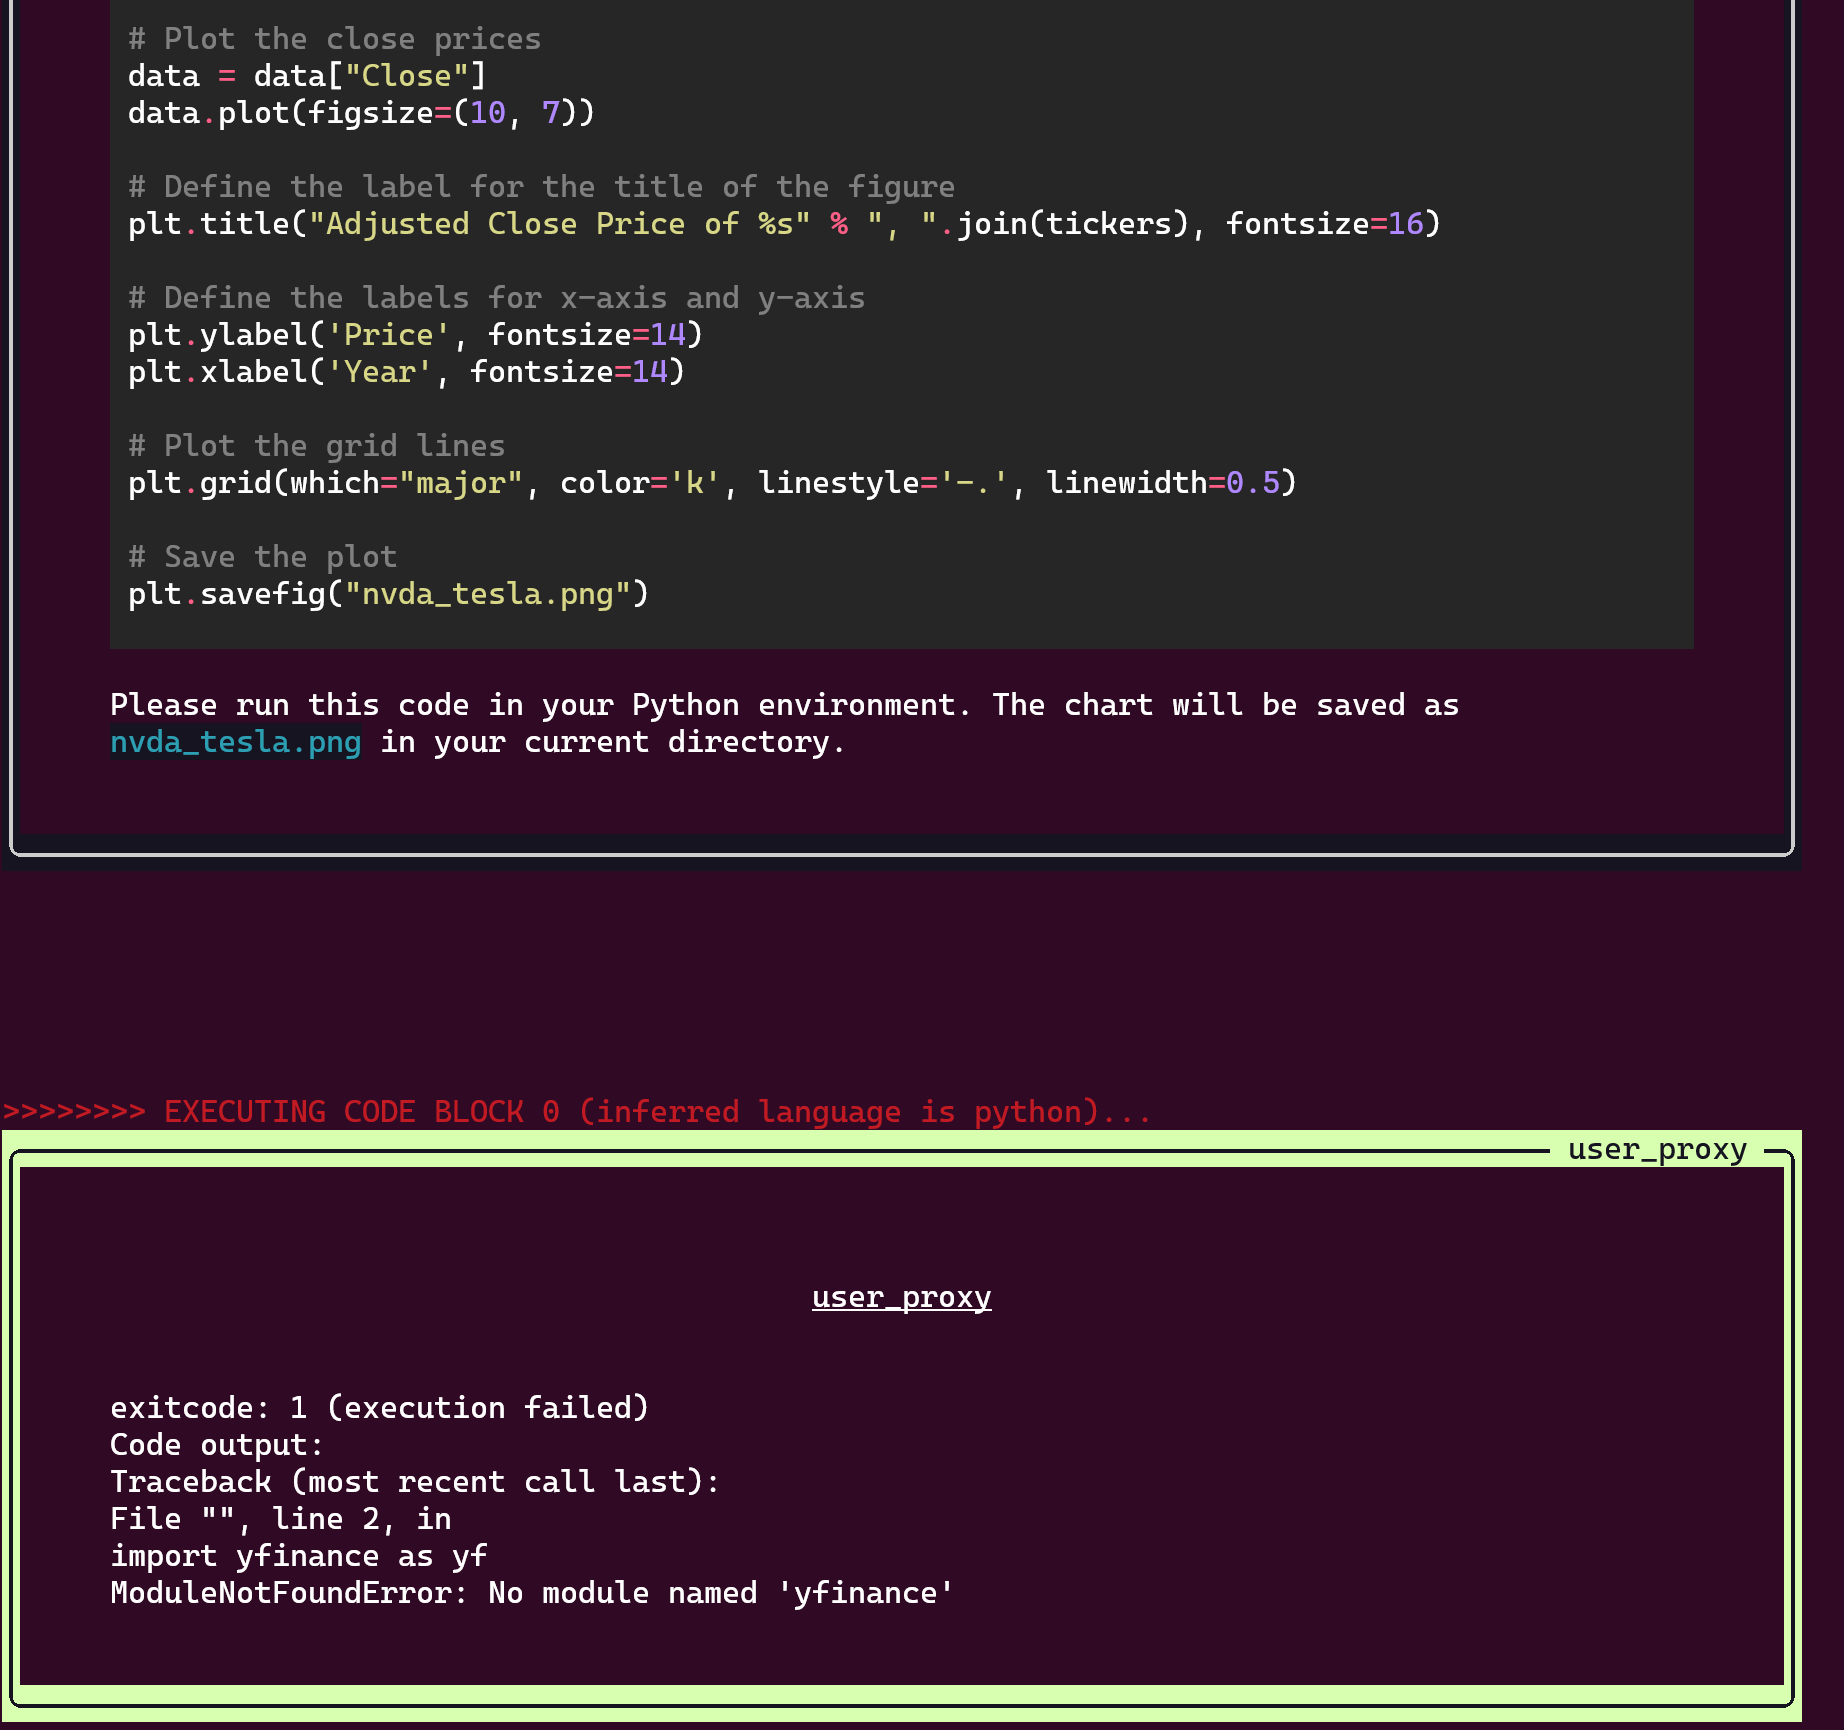 # Plot the close prices
data = data["Close"]
data.plot(figsize=(10, 7))
# Define the label for the title of the figure
plt.title("Adjusted Close Price of %s" % ", ".join(tickers), fontsize=16)
# Define the labels for x-axis and y-axis
plt.ylabel('Price', fontsize=14)
plt.xlabel('Year', fontsize=14)
# Plot the grid lines
plt.grid(which="major", color='k', linestyle='-.', linewidth=0.5)
# Save the plot
plt.savefig("nvda_tesla.png")
Please run this code in your Python environment. The chart will be saved as
nvda_tesla.png in your current directory.
>>>>>>>> EXECUTING CODE BLOCK 0 (inferred language is python)...
user_proxy
user_proxy
exitcode: 1 (execution failed)
Code output:
Traceback (most recent call last):
File "", line 2, in
import yfinance as yf
ModuleNotFoundError: No module named 'yfinance'